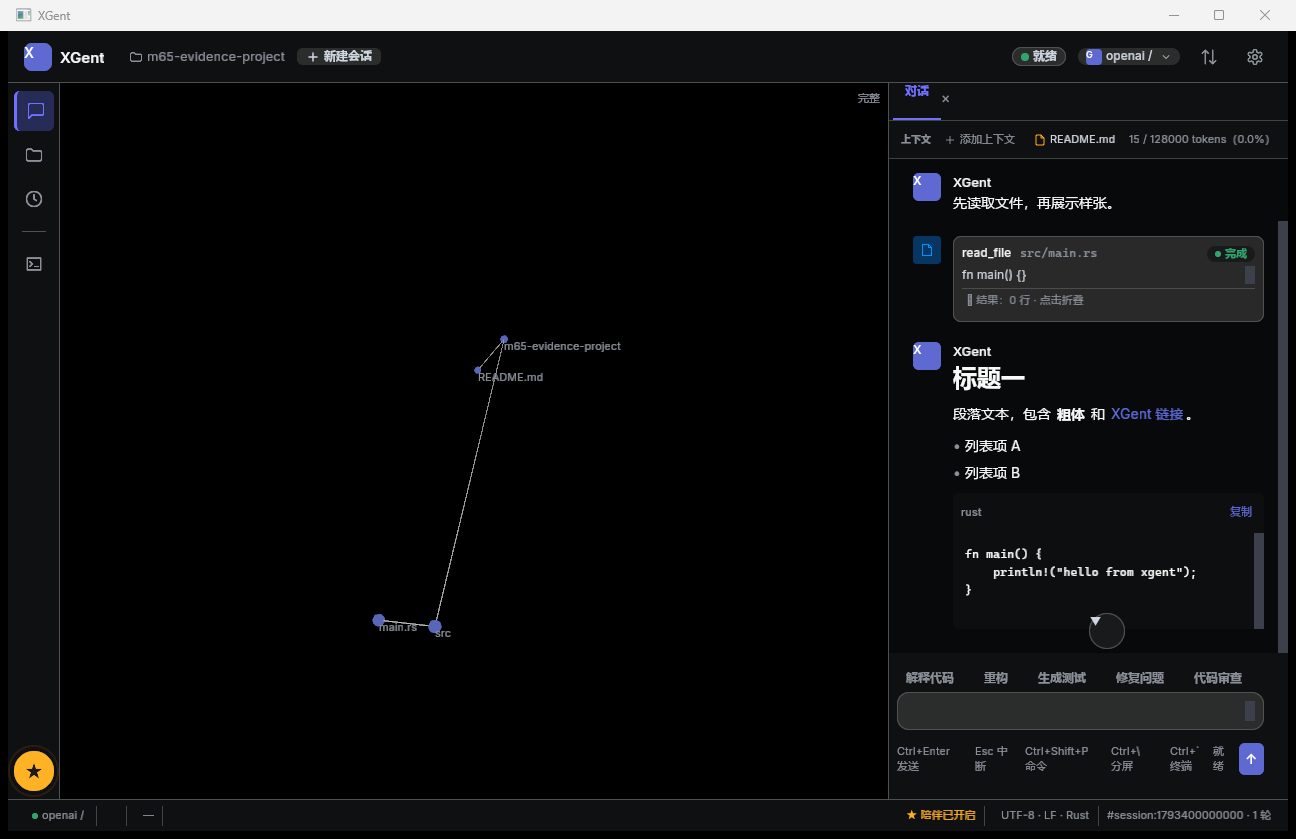 XGent
X
XGent
m65-evidence-project
+ 新建会话
就绪
G openai /
完整
对话 ×
上下文 + 添加上下文 README.md 15 / 128000 tokens (0.0%)
X
XGent
先读取文件，再展示样张。
read_file src/main.rs 完成
fn main() {}
结果：0 行 · 点击折叠
X
XGent
标题一
段落文本，包含 粗体 和 XGent 链接。
• 列表项 A
• 列表项 B
rust 复制
fn main() {
    println!("hello from xgent");
}
m65-evidence-project
README.md
main.rs
src
解释代码 重构 生成测试 修复问题 代码审查
Ctrl+Enter 发送
Esc 中断
Ctrl+Shift+P 命令
Ctrl+\ 分屏
Ctrl+` 终端
就绪
openai /
—
★ 陪伴已开启
UTF-8 · LF · Rust
#session:1793400000000 · 1 轮